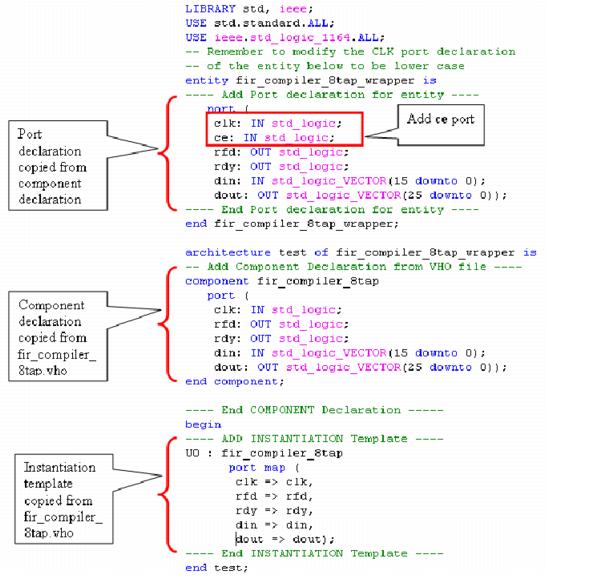 LIBRARY std, ieee;
USE std.standard.ALL;
USE ieee.std_logic_1164.ALL;
-- Remember to modify the CLK port declaration
-- of the entity below to be lower case
entity fir_compiler_8tap_wrapper is
---- Add Port declaration for entity ----
port (
clk: IN std_logic;
ce: IN std_logic;
rfd: OUT std_logic;
rdy: OUT std_logic;
din: IN std_logic_VECTOR(15 downto 0);
dout: OUT std_logic_VECTOR(25 downto 0));
---- End Port declaration for entity ----
end fir_compiler_8tap_wrapper;
Port
declaration
copied from
component
declaration
Add ce port
architecture test of fir_compiler_8tap_wrapper is
-- Add Component Declaration from VHO file ----
component fir_compiler_8tap
port (
clk: IN std_logic;
rfd: OUT std_logic;
rdy: OUT std_logic;
din: IN std_logic_VECTOR(15 downto 0);
dout: OUT std_logic_VECTOR(25 downto 0));
end component;
Component
declaration
copied from
fir_compiler_
8tap.vho
---- End COMPONENT Declaration -----
begin
---- ADD INSTANTIATION Template ----
U0 : fir_compiler_8tap
port map (
clk => clk,
rfd => rfd,
rdy => rdy,
din => din,
dout => dout);
---- End INSTANTIATION Template ----
end test;
Instantiation
template
copied from
fir_compiler_
8tap.vho